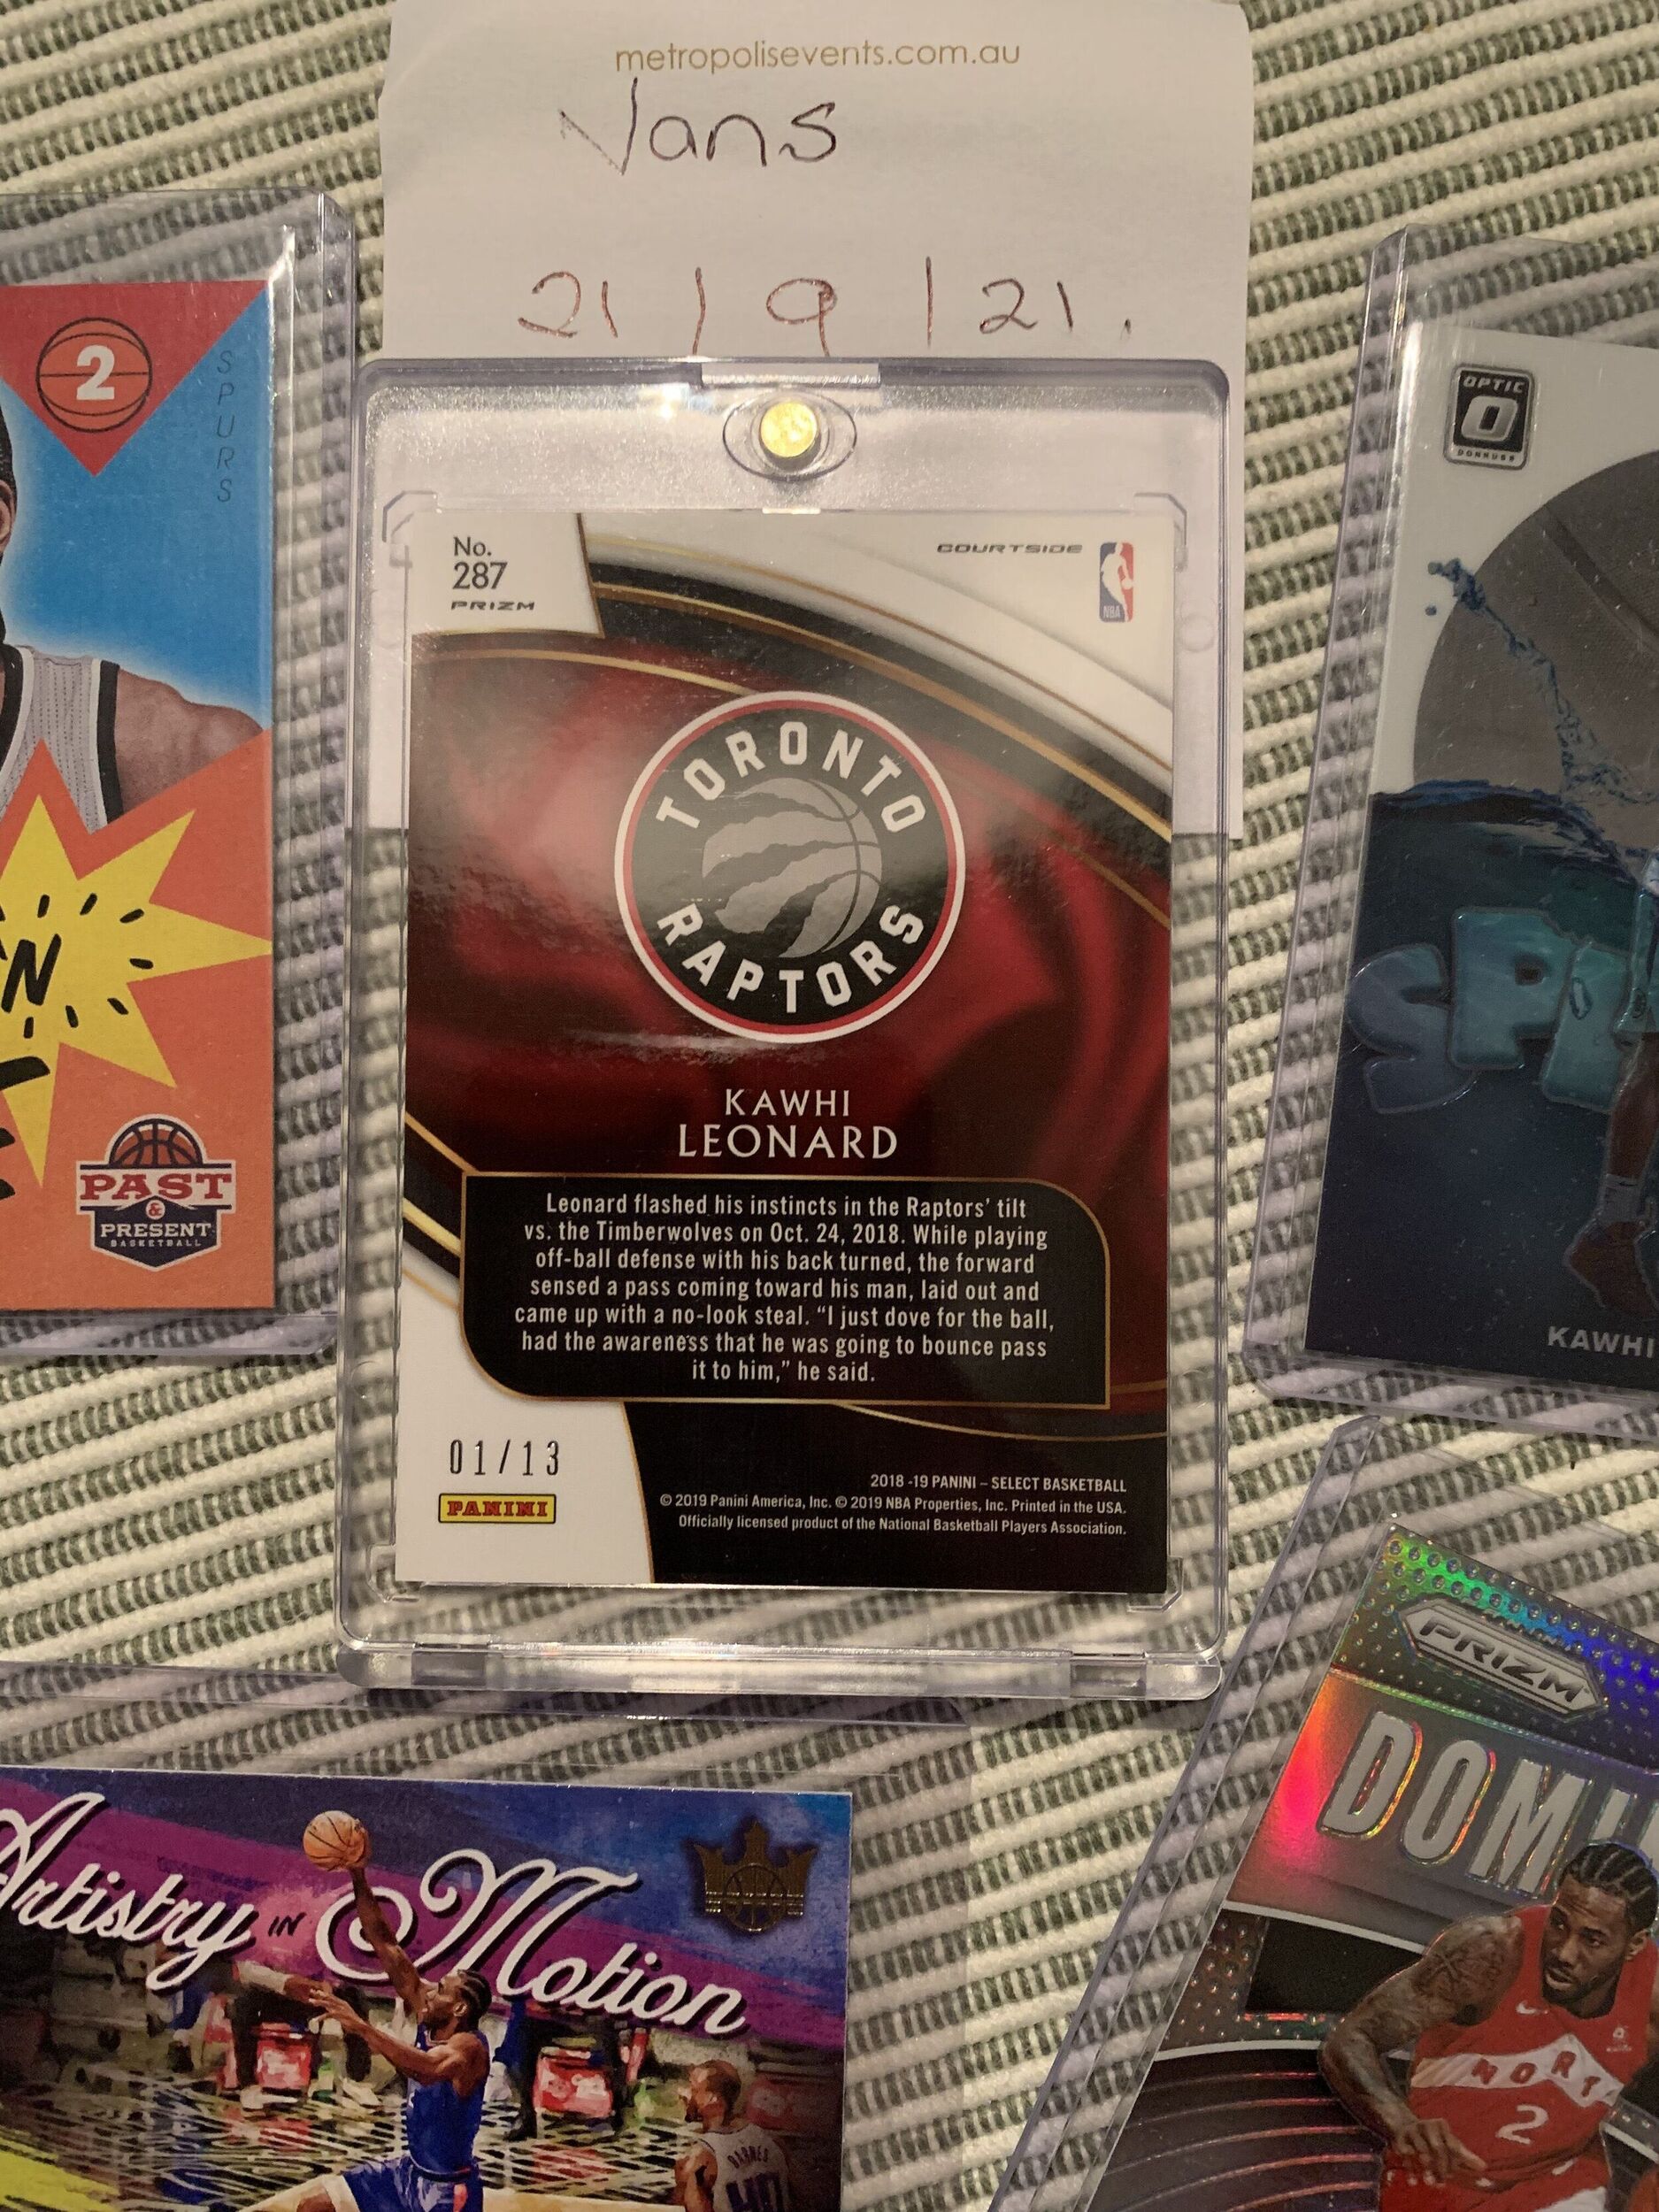 metropolisevents.com.au
Vans
21/9/21.
2
SPURS
PAST
&
PRESENT
BASKETBALL
No.
287
PRIZM
COURTSIDE
NBA
TORONTO
RAPTORS
KAWHI
LEONARD
Leonard flashed his instincts in the Raptors' tilt
vs. the Timberwolves on Oct. 24, 2018. While playing
off-ball defense with his back turned, the forward
sensed a pass coming toward his man, laid out and
came up with a no-look steal. “I just dove for the ball,
had the awareness that he was going to bounce pass
it to him,” he said.
01/13
PANINI
2018 -19 PANINI – SELECT BASKETBALL
© 2019 Panini America, Inc. © 2019 NBA Properties, Inc. Printed in the USA.
Officially licensed product of the National Basketball Players Association.
OPTIC
DONRUSS
KAWHI
Artistry IN Motion
BARNES
40
PRIZM
DOMI
NORT
2